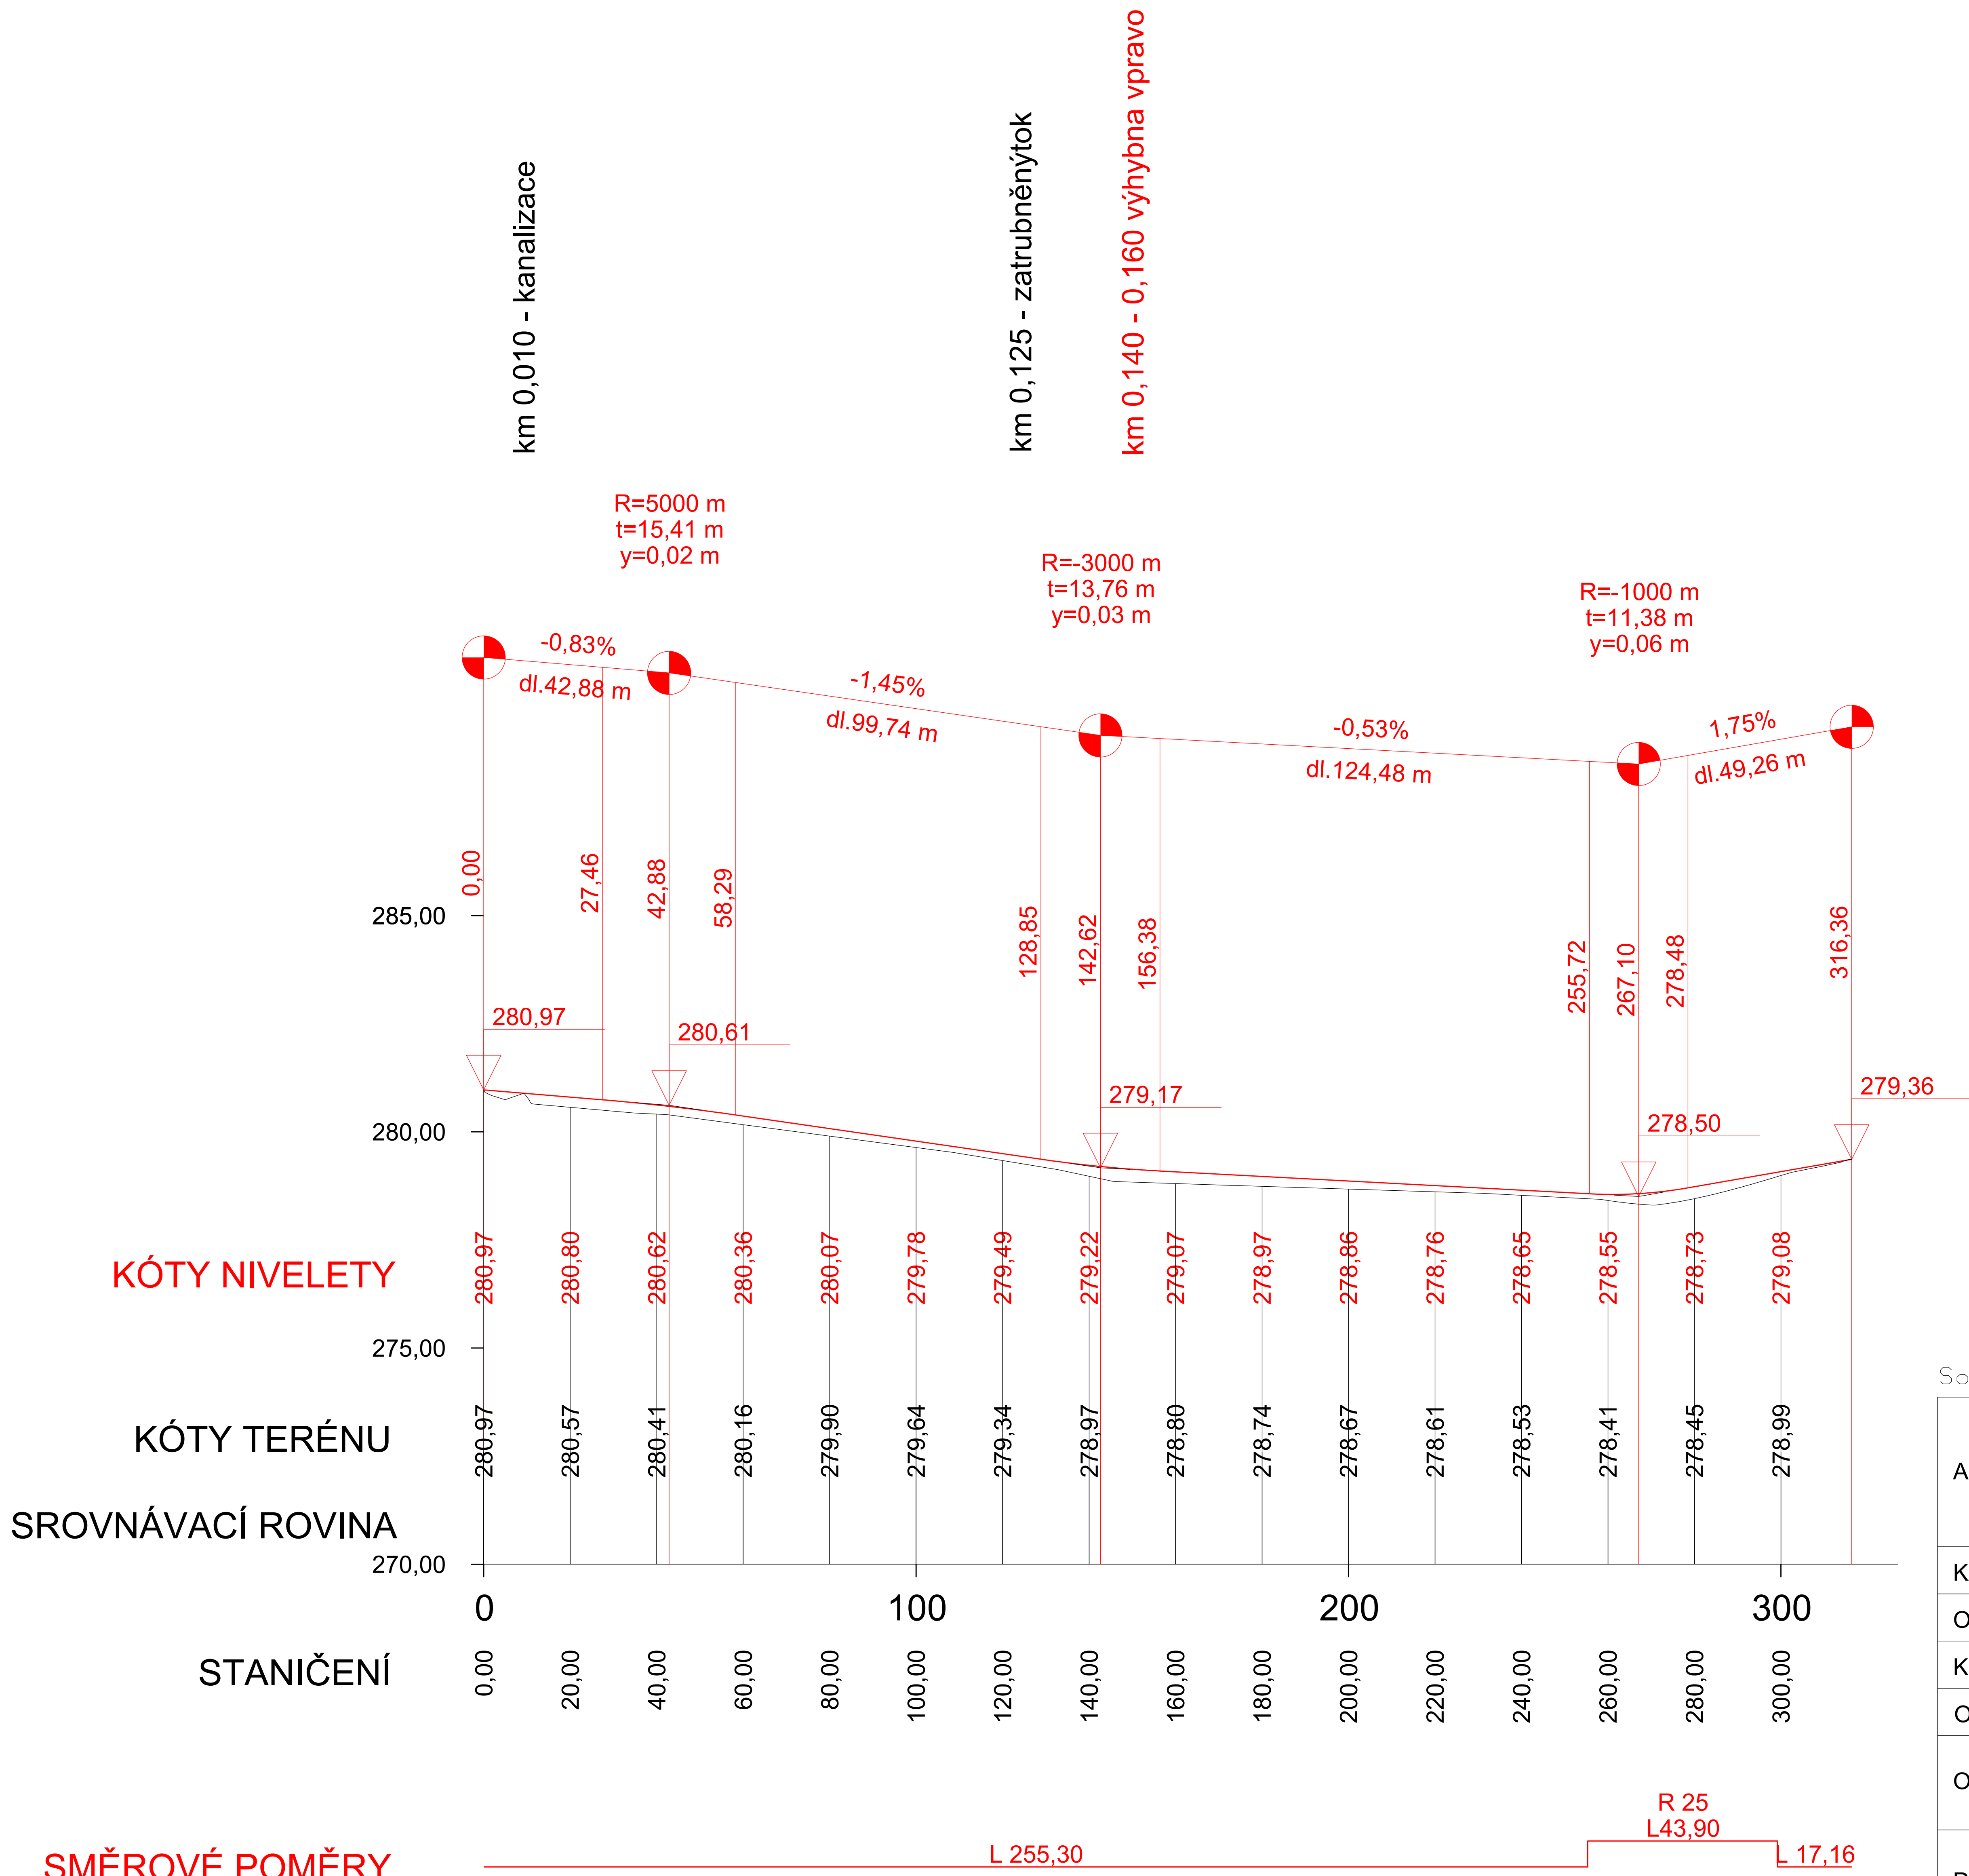 km 0,010 - kanalizace
km 0,125 - zatrubněnýtok
km 0,140 - 0,160 výhybna vpravo
R=5000 m
t=15,41 m
y=0,02 m
R=-3000 m
t=13,76 m
y=0,03 m
R=-1000 m
t=11,38 m
y=0,06 m
-0,83%
dl.42,88 m
-1,45%
dl.99,74 m
-0,53%
dl.124,48 m
1,75%
dl.49,26 m
0,00
27,46
42,88
58,29
128,85
142,62
156,38
255,72
267,10
278,48
316,36
285,00
280,97
280,61
279,17
278,50
279,36
280,00
KÓTY NIVELETY
280,97 280,80 280,62 280,36 280,07 279,78 279,49 279,22 279,07 278,97 278,86 278,76 278,65 278,55 278,73 279,08
275,00
KÓTY TERÉNU
280,97 280,57 280,41 280,16 279,90 279,64 279,34 278,97 278,80 278,74 278,67 278,61 278,53 278,41 278,45 278,99
SROVNÁVACÍ ROVINA
270,00
0 100 200 300
STANIČENÍ
0,00 20,00 40,00 60,00 80,00 100,00 120,00 140,00 160,00 180,00 200,00 220,00 240,00 260,00 280,00 300,00
SMĚROVÉ POMĚRY
L 255,30
R 25
L43,90
L 17,16
So
A
K
O
K
O
O